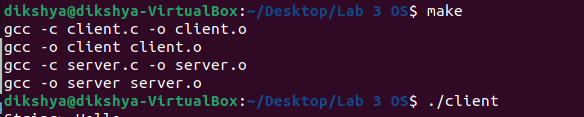 dikshya@dikshya-VirtualBox:~/Desktop/Lab 3 OS$ make
gcc -c client.c -o client.o
gcc -o client client.o
gcc -c server.c -o server.o
gcc -o server server.o
dikshya@dikshya-VirtualBox:~/Desktop/Lab 3 OS$ ./client